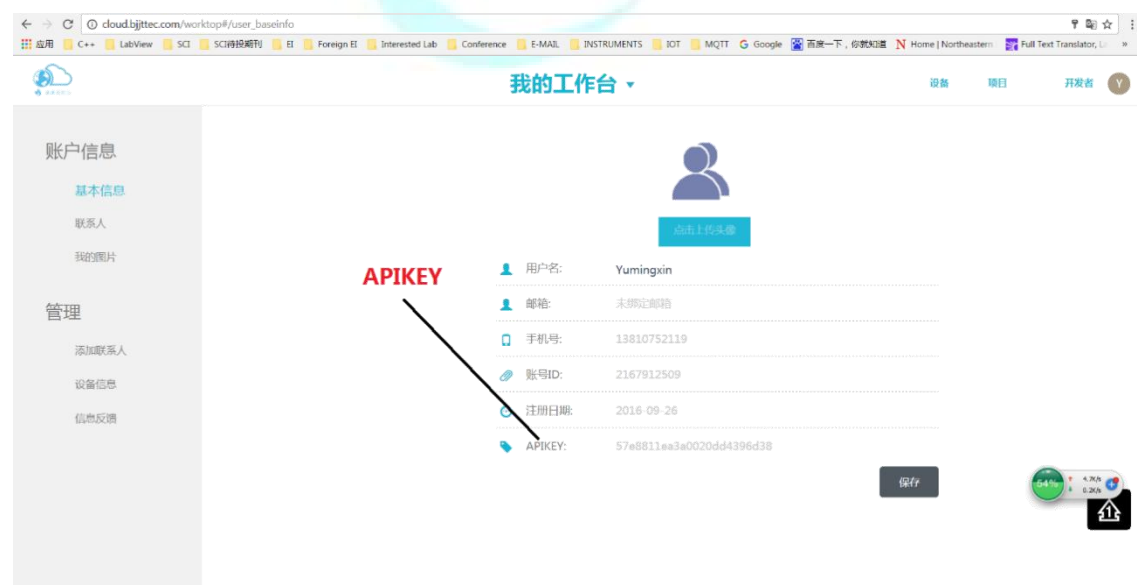 cloud.bjjttec.com/worktop#/user_baseinfo
应用 C++ LabView SCI SCI待投期刊 EI Foreign EI Interested Lab Conference E-MAIL INSTRUMENTS IOT MQTT Google 百度一下,你就知道 Home | Northeastern Full Text Translator, L »
我的工作台
设备 项目 开发者 Y
账户信息
基本信息
联系人
我的图片
管理
添加联系人
设备信息
信息反馈
点击上传头像
APIKEY
用户名: Yumingxin
邮箱: 未绑定邮箱
手机号: 13810752119
账号ID: 2167912509
注册日期: 2016-09-26
APIKEY: 57e8811ea3a0020dd4396d38
保存
54%
4.7K/s
0.2K/s